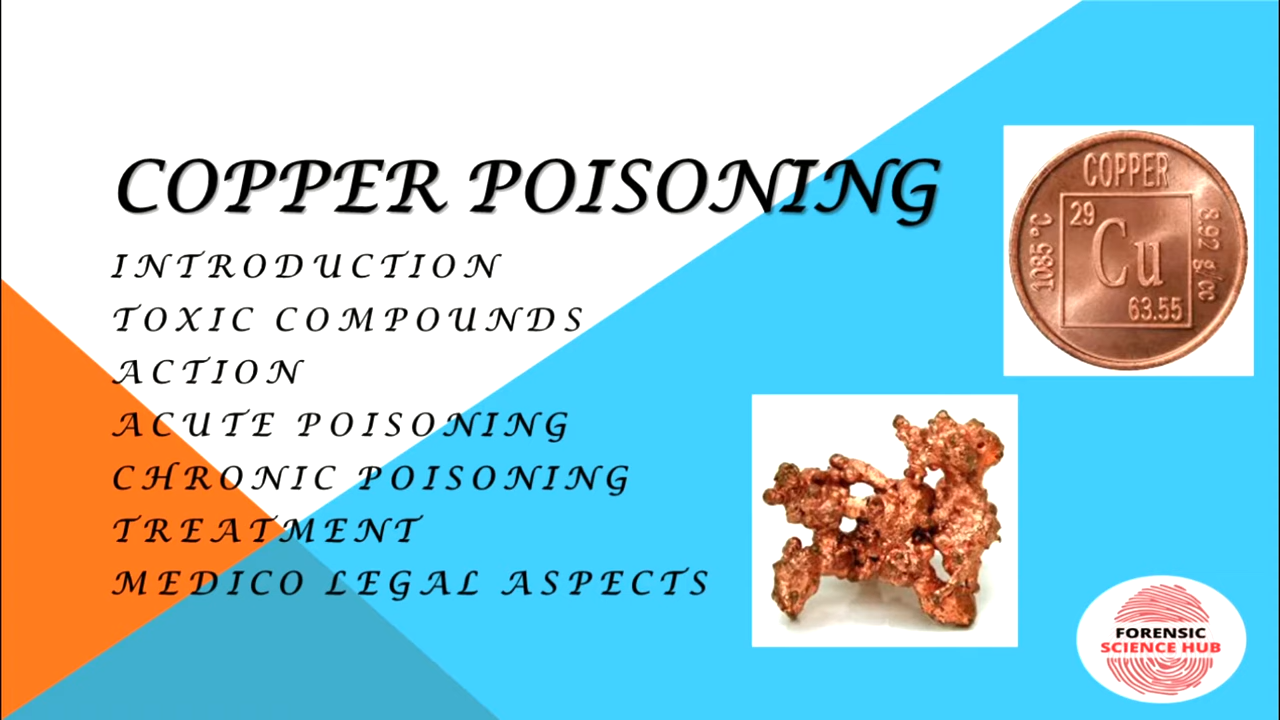 COPPER POISONING
INTRODUCTION
TOXIC COMPOUNDS
ACTION
ACUTE POISONING
CHRONIC POISONING
TREATMENT
MEDICO LEGAL ASPECTS
COPPER
29
Cu
63.55
1085 °C
8.92 g/cc
FORENSIC
SCIENCE HUB